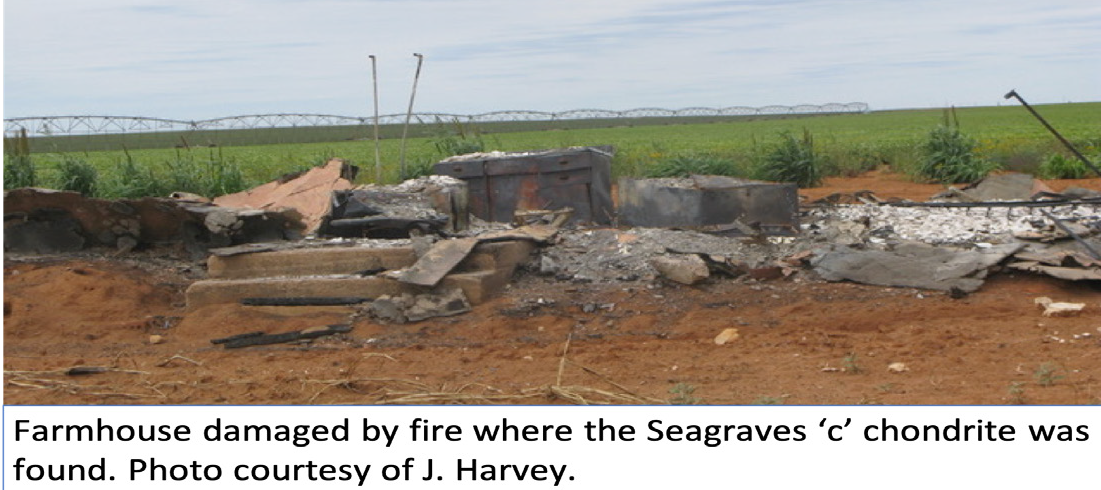 Farmhouse damaged by fire where the Seagraves ‘c’ chondrite was
found. Photo courtesy of J. Harvey.